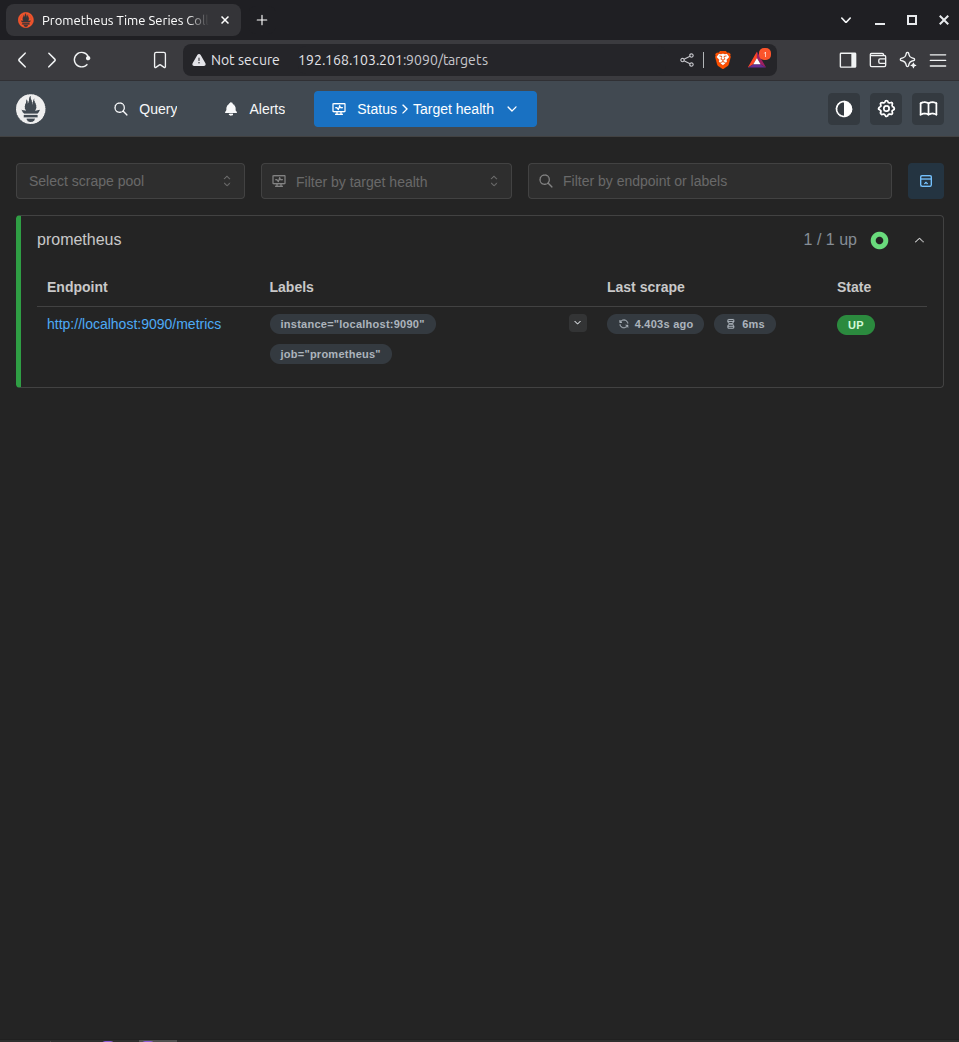 Prometheus Time Series Coll
1
Not secure 192.168.103.201:9090/targets
Query Alerts Status > Target health
Select scrape pool Filter by target health Filter by endpoint or labels
prometheus 1 / 1 up
Endpoint Labels Last scrape State
http://localhost:9090/metrics instance="localhost:9090" 4.403s ago 6ms UP
job="prometheus"